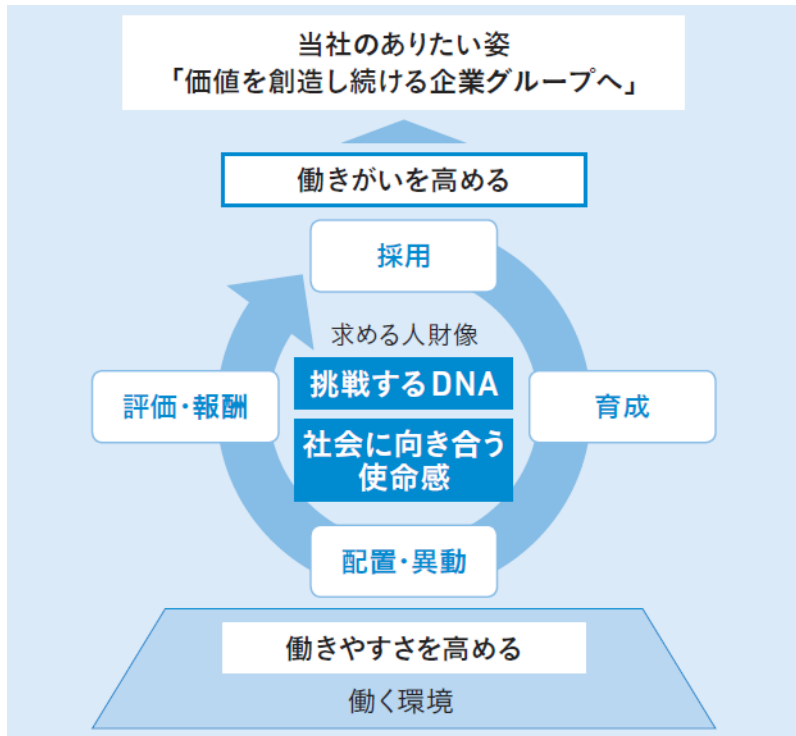 当社のありたい姿
「価値を創造し続ける企業グループへ」
働きがいを高める
採用
求める人財像
挑戦するDNA
評価・報酬
育成
社会に向き合う
使命感
配置・異動
働きやすさを高める
働く環境